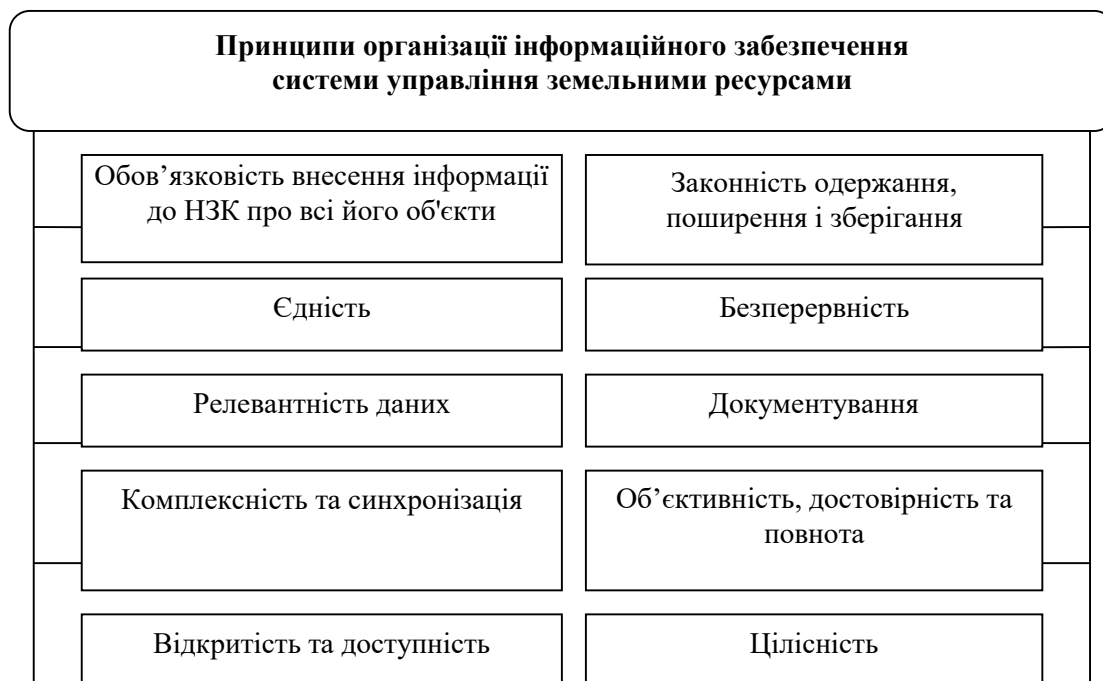 Принципи організації інформаційного забезпечення
системи управління земельними ресурсами
Обов’язковість внесення інформації
до НЗК про всі його об'єкти
Законність одержання,
поширення і зберігання
Єдність
Безперервність
Релевантність даних
Документування
Комплексність та синхронізація
Об’єктивність, достовірність та
повнота
Відкритість та доступність
Цілісність